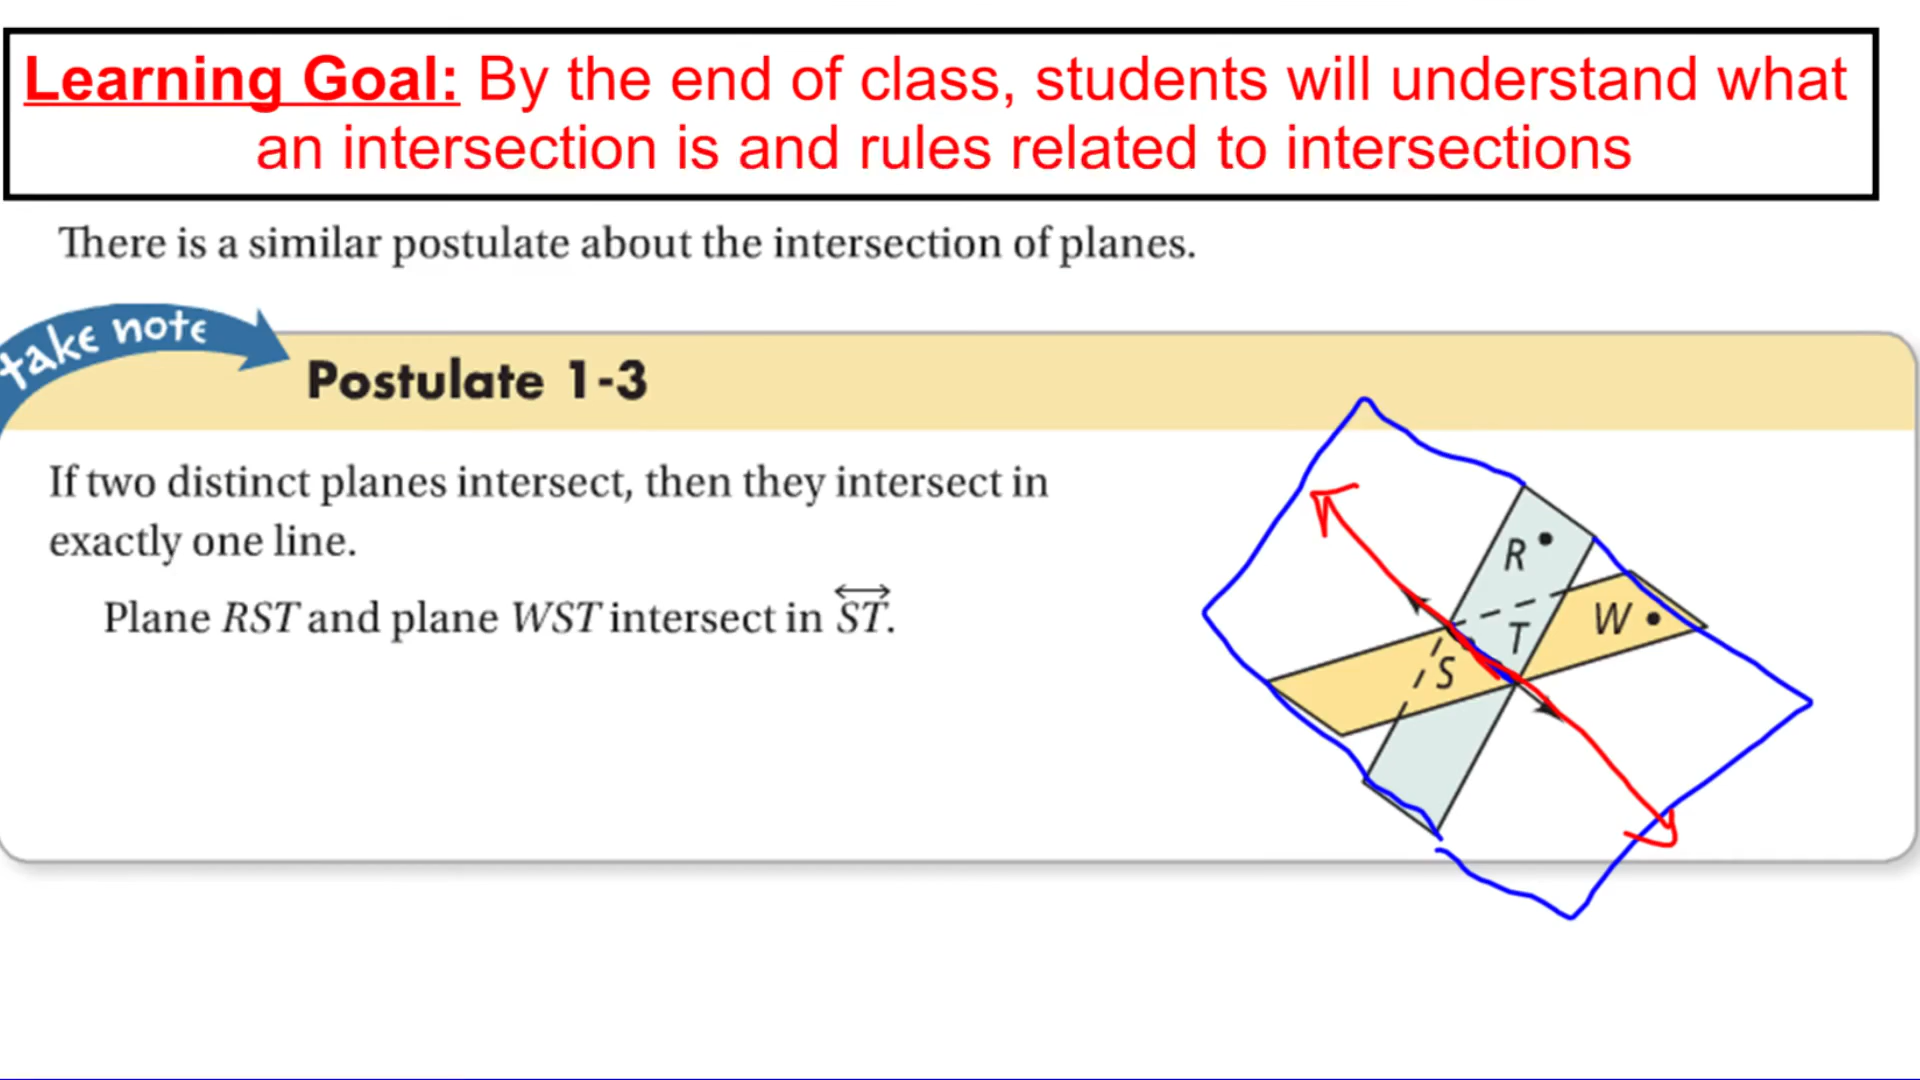 Learning Goal: By the end of class, students will understand what
an intersection is and rules related to intersections
There is a similar postulate about the intersection of planes.
take note
Postulate 1-3
If two distinct planes intersect, then they intersect in
exactly one line.
Plane RST and plane WST intersect in ST.
R
W
T
S